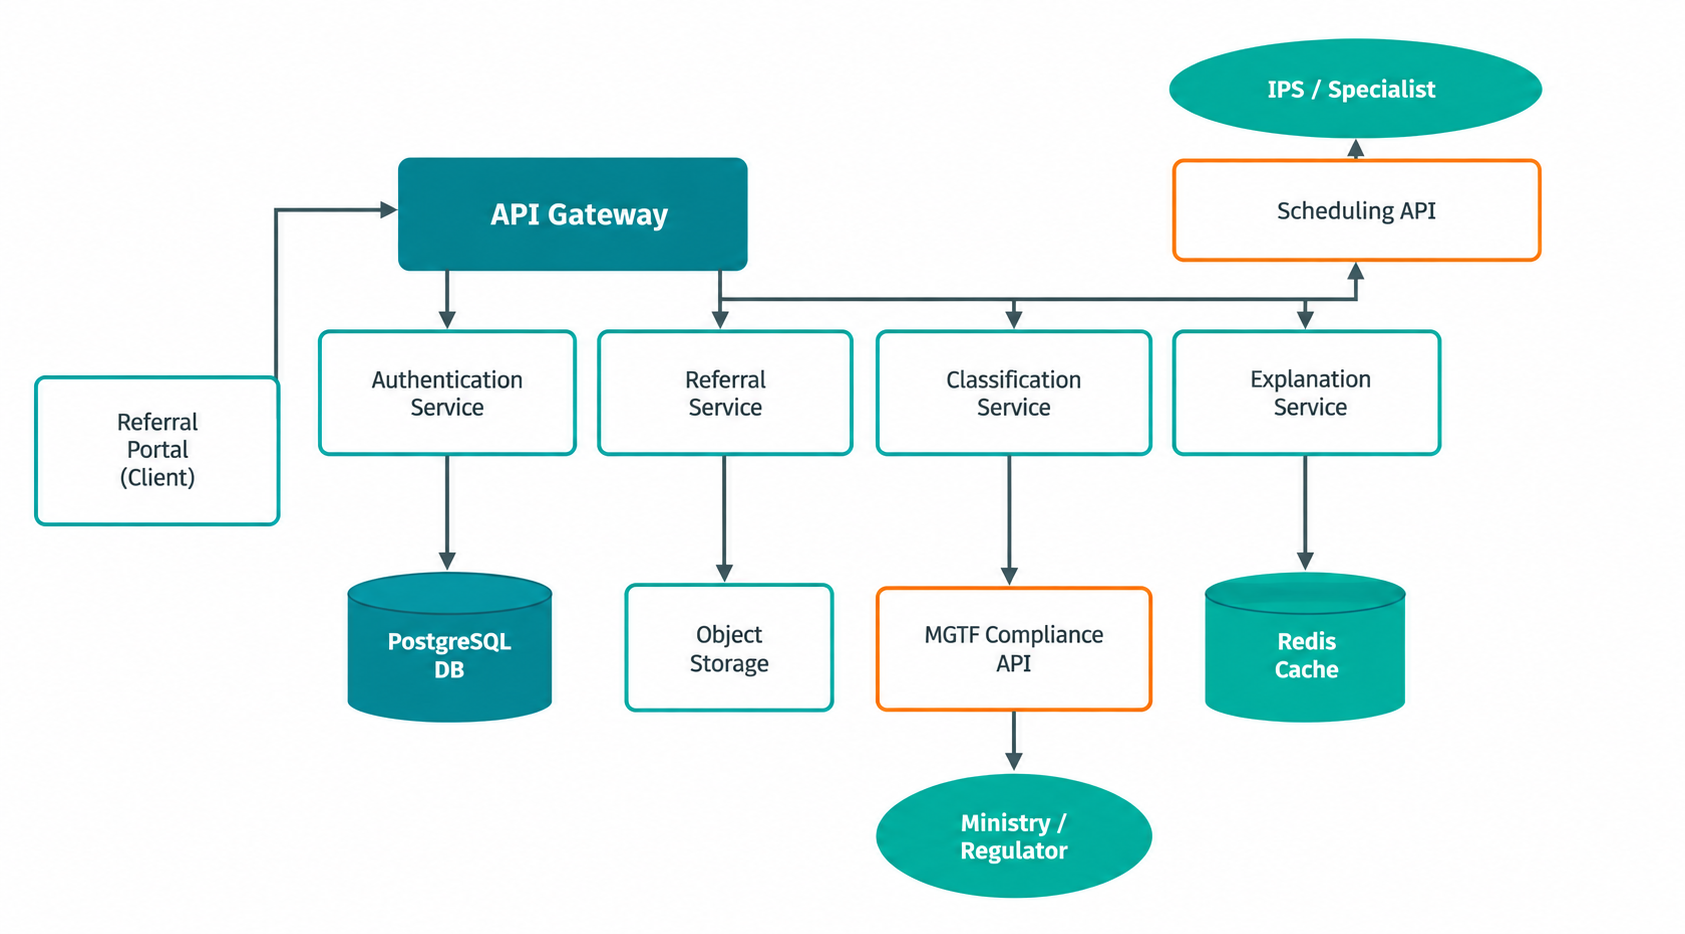 IPS / Specialist
API Gateway
Scheduling API
Referral
Portal
(Client)
Authentication
Service
Referral
Service
Classification
Service
Explanation
Service
PostgreSQL
DB
Object
Storage
MGTF Compliance
API
Redis
Cache
Ministry /
Regulator